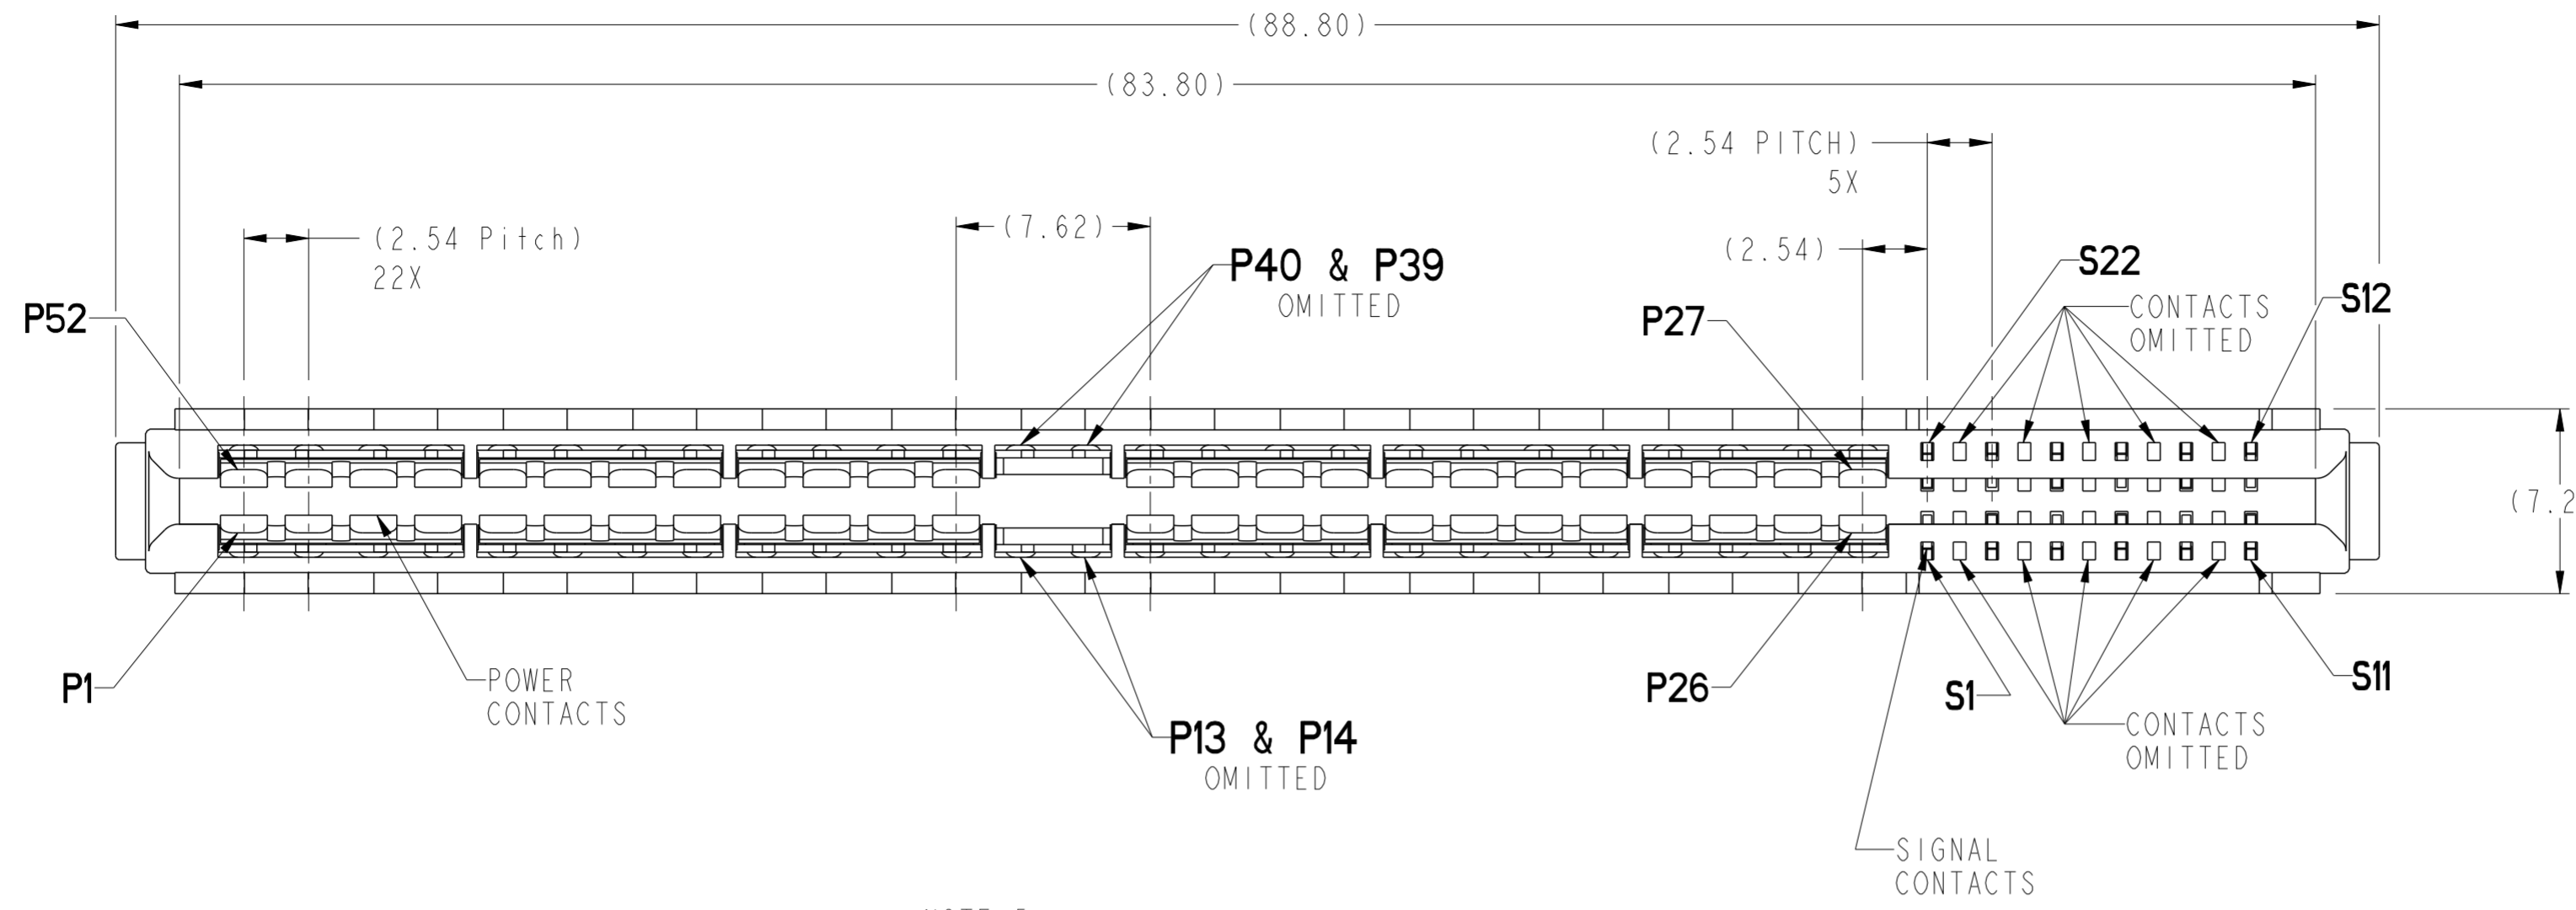 (88.80)
(83.80)
(2.54 PITCH)
5X
(2.54 Pitch)
22X
(7.62)
(2.54)
P40 & P39
OMITTED
S22
CONTACTS
OMITTED
S12
P52
P27
(7.2
P1
POWER
CONTACTS
P13 & P14
OMITTED
P26
S1
S11
CONTACTS
OMITTED
SIGNAL
CONTACTS